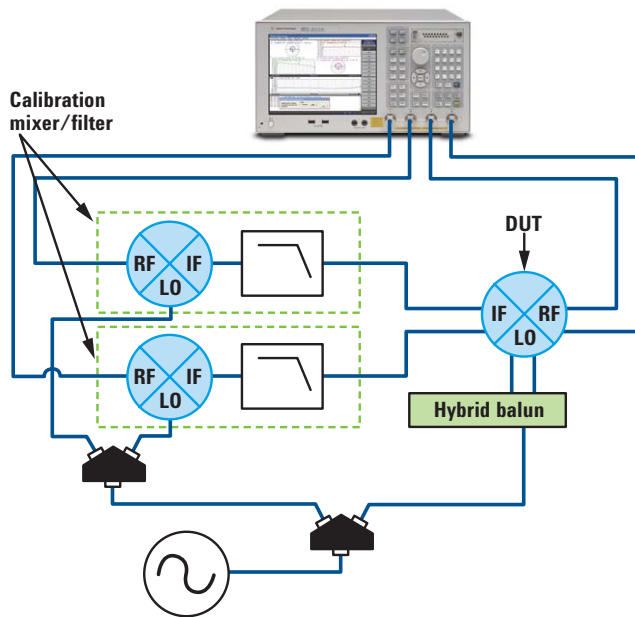 Calibration
mixer/filter
RF
IF
LO
DUT
IF
RF
LO
RF
IF
LO
Hybrid balun